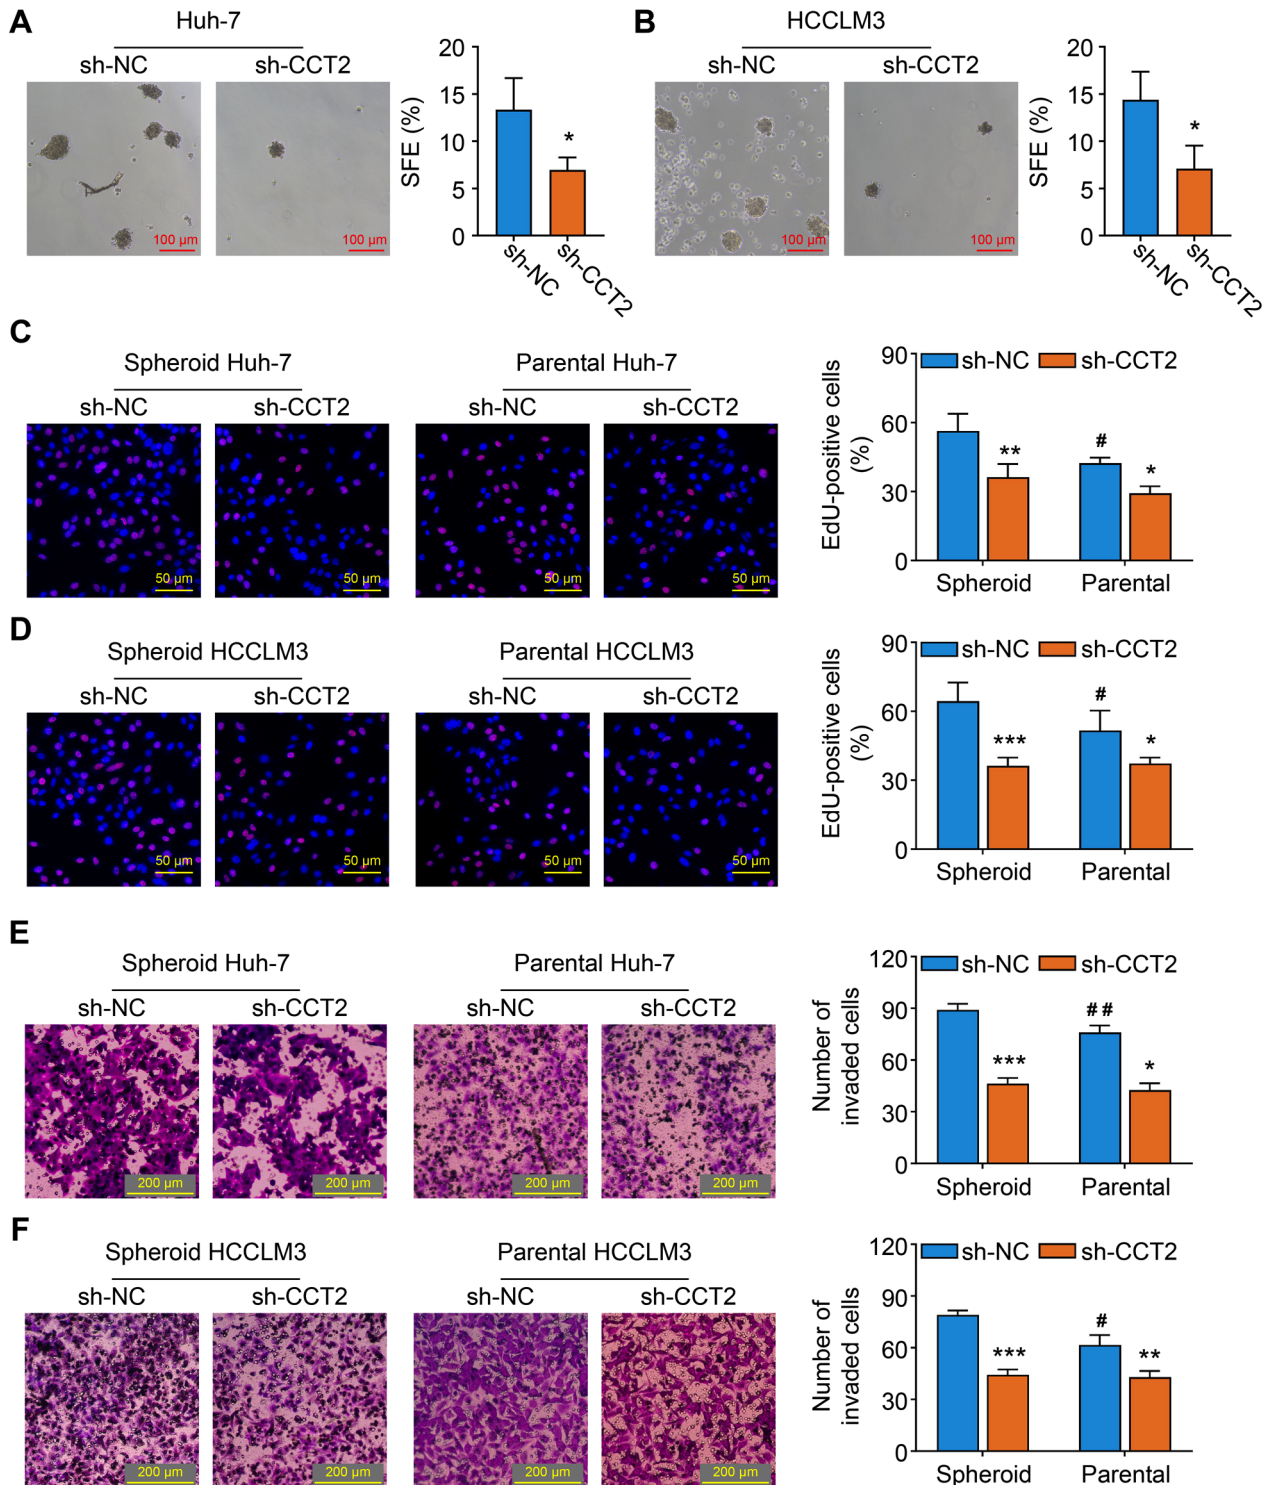 A
Huh-7
sh-NC
sh-CCT2
100 µm
100 µm
SFE (%)
20
15
10
5
0
*
sh-NC
sh-CCT2
B
HCCLM3
sh-NC
sh-CCT2
100 µm
100 µm
SFE (%)
20
15
10
5
0
*
sh-NC
sh-CCT2
C
Spheroid Huh-7
Parental Huh-7
sh-NC
sh-CCT2
sh-NC
sh-CCT2
50 µm
50 µm
50 µm
50 µm
EdU-positive cells
(%)
90
60
30
0
sh-NC
sh-CCT2
**
#
*
Spheroid
Parental
D
Spheroid HCCLM3
Parental HCCLM3
sh-NC
sh-CCT2
sh-NC
sh-CCT2
50 µm
50 µm
50 µm
50 µm
EdU-positive cells
(%)
90
60
30
0
sh-NC
sh-CCT2
***
#
*
Spheroid
Parental
E
Spheroid Huh-7
Parental Huh-7
sh-NC
sh-CCT2
sh-NC
sh-CCT2
200 µm
200 µm
200 µm
200 µm
Number of
invaded cells
120
90
60
30
0
sh-NC
sh-CCT2
***
##
*
Spheroid
Parental
F
Spheroid HCCLM3
Parental HCCLM3
sh-NC
sh-CCT2
sh-NC
sh-CCT2
200 µm
200 µm
200 µm
200 µm
Number of
invaded cells
120
90
60
30
0
sh-NC
sh-CCT2
***
#
**
Spheroid
Parental